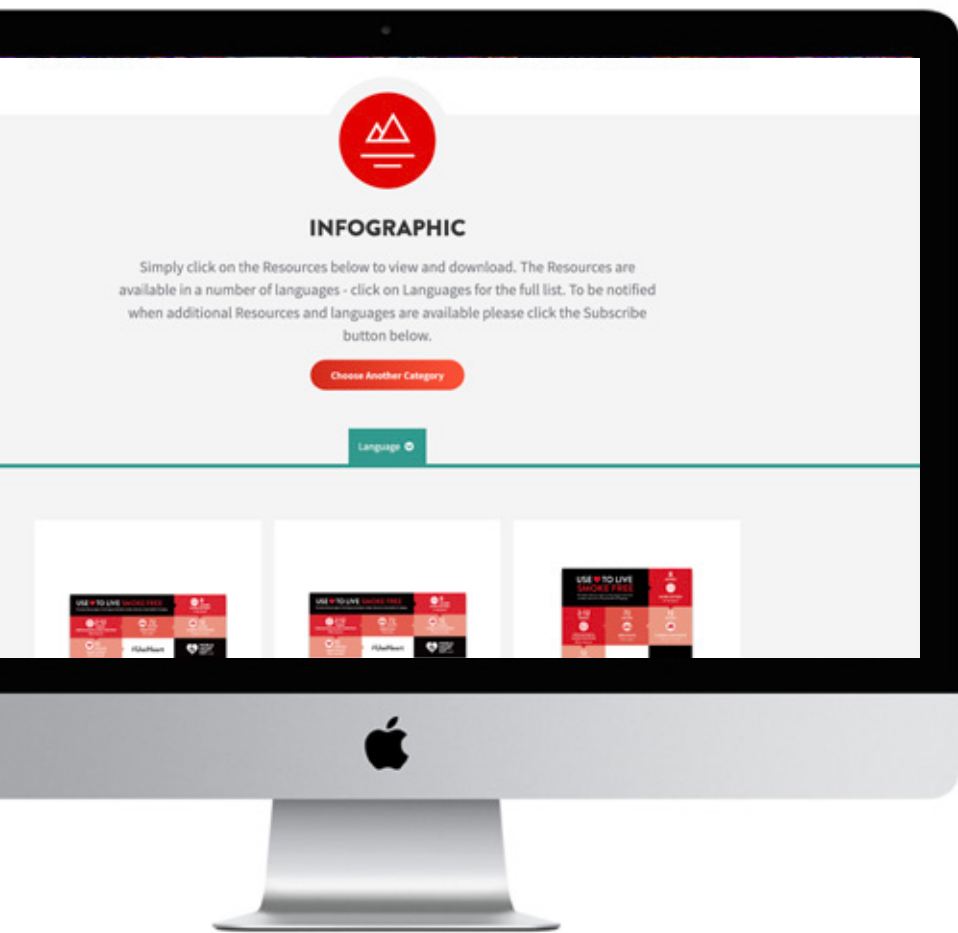 INFOGRAPHIC
Simply click on the Resources below to view and download. The Resources are
available in a number of languages - click on Languages for the full list. To be notified
when additional Resources and languages are available please click the Subscribe
button below.
Choose Another Category
Language
USE TO LIVE SMOKE FREE
#UseHeart
USE TO LIVE SMOKE FREE
#UseHeart
USE TO LIVE
SMOKE FREE